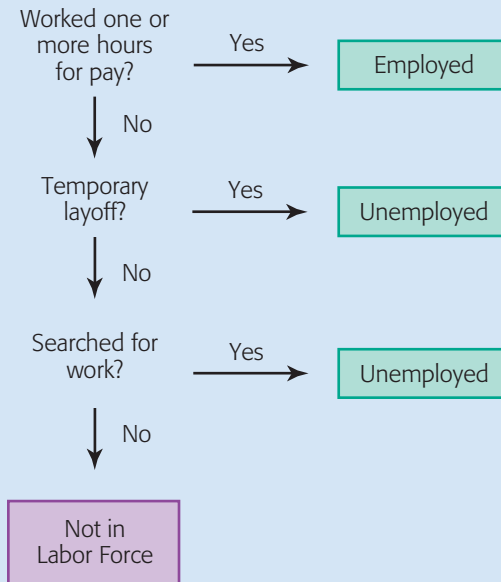 Worked one or
more hours
for pay?
Yes
Employed
No
Temporary
layoff?
Yes
Unemployed
No
Searched for
work?
Yes
Unemployed
No
Not in
Labor Force